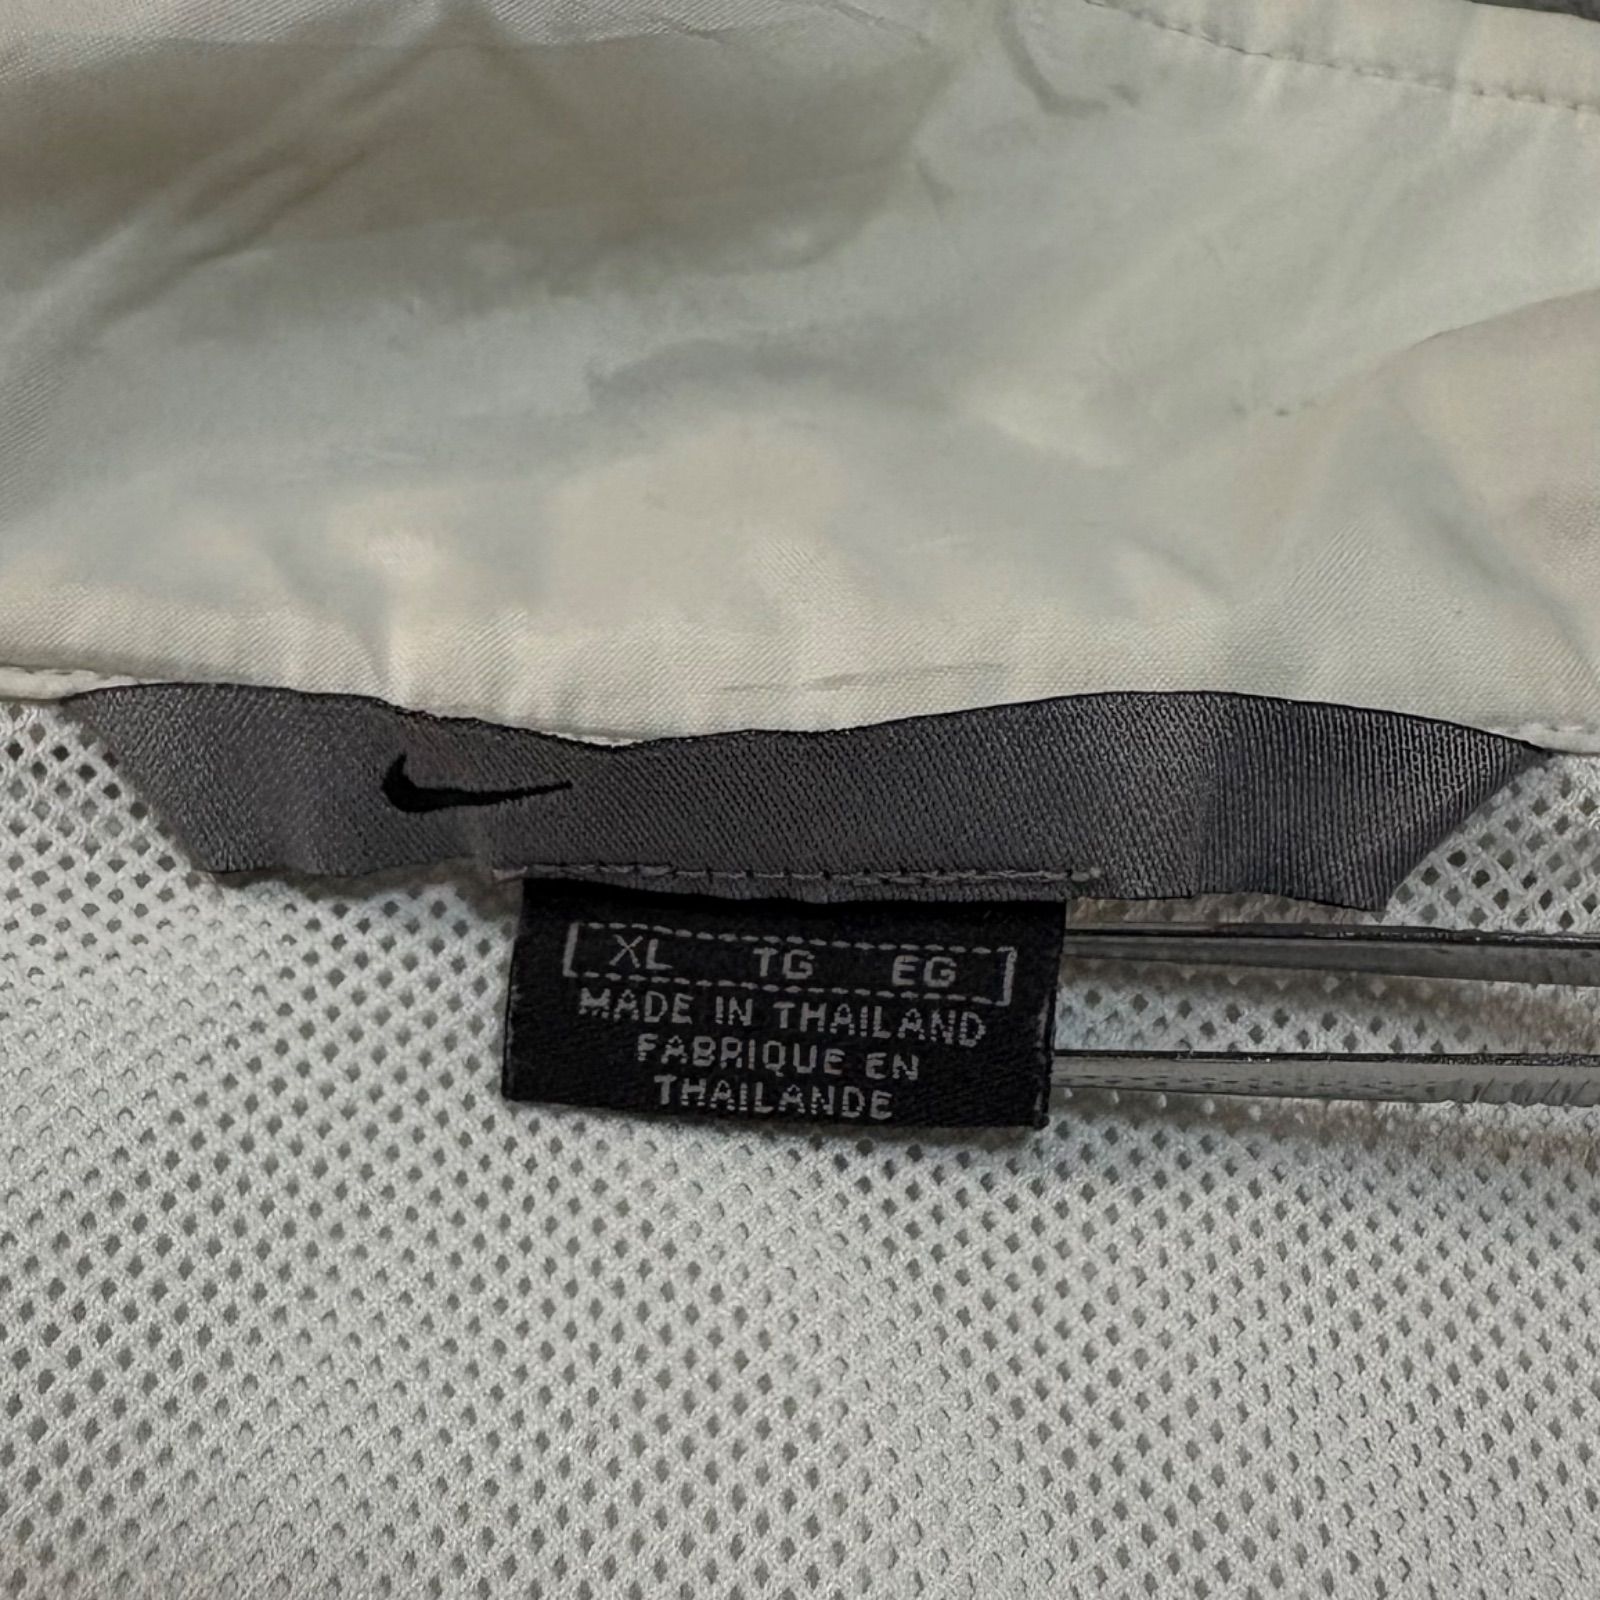 XL TG EG
MADE IN THAILAND
FABRIQUE EN
THAILANDE